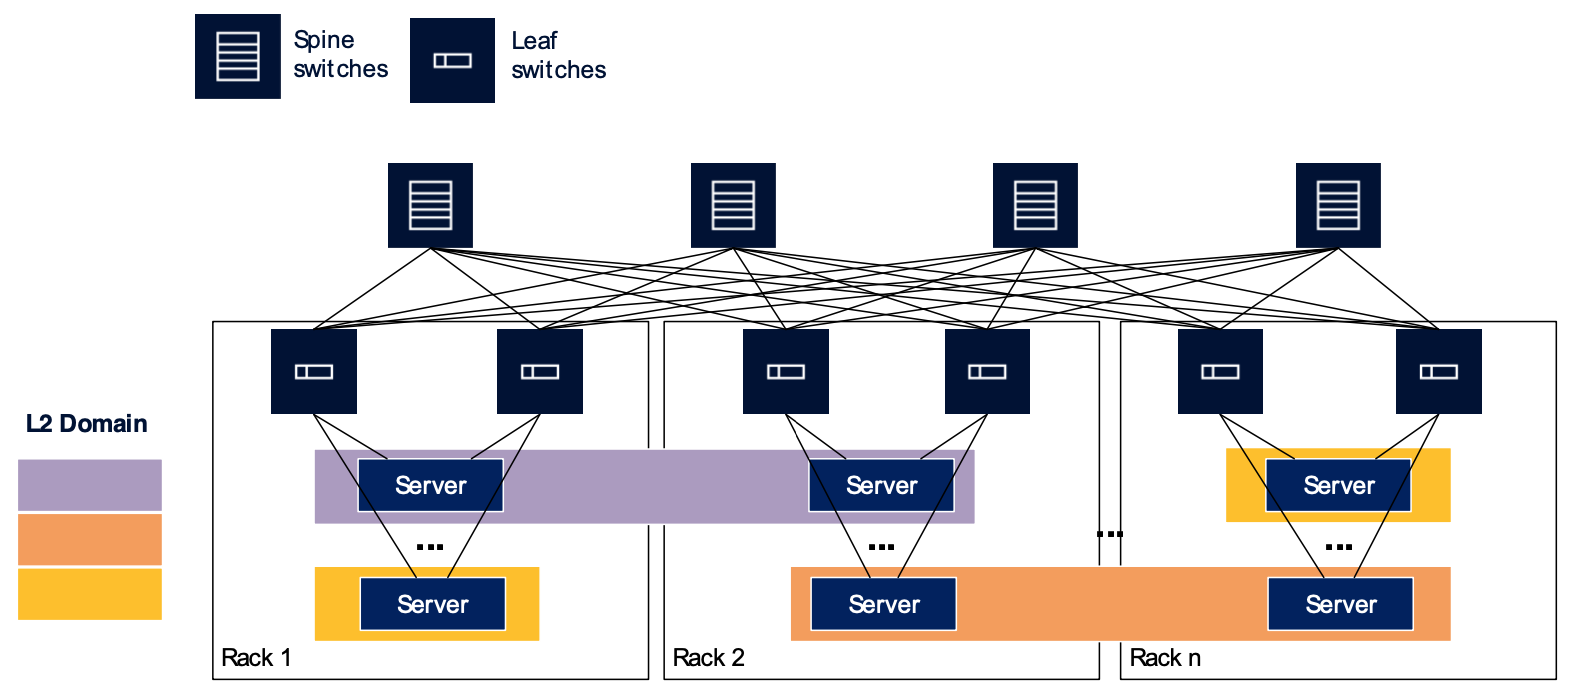 Spine
switches
Leaf
switches
L2 Domain
Server
Server
Server
...
...
...
...
Server
Server
Server
Rack 1
Rack 2
Rack n